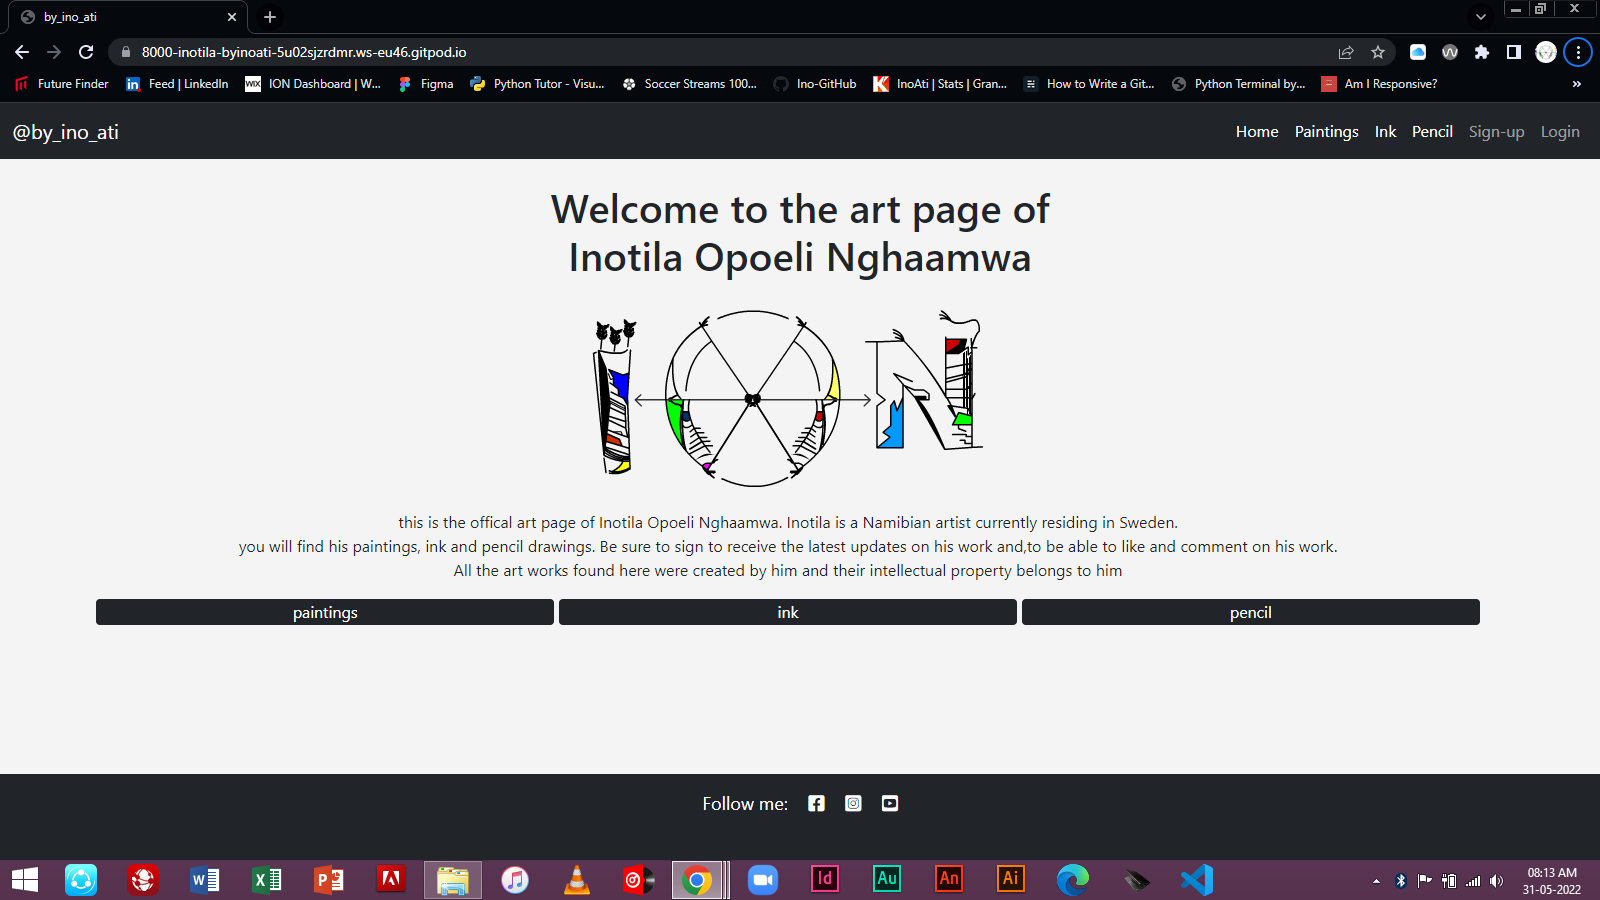 by_ino_ati
8000-inotila-byinoati-5u02sjzrdmr.ws-eu46.gitpod.io
Future Finder
Feed | LinkedIn
WIX
ION Dashboard | W...
Figma
Python Tutor - Visu...
Soccer Streams 100...
Ino-GitHub
InoAti | Stats | Gran...
How to Write a Git...
Python Terminal by...
Am I Responsive?
@by_ino_ati
Home
Paintings
Ink
Pencil
Sign-up
Login
Welcome to the art page of
Inotila Opoeli Nghaamwa
ION
this is the offical art page of Inotila Opoeli Nghaamwa. Inotila is a Namibian artist currently residing in Sweden.
you will find his paintings, ink and pencil drawings. Be sure to sign to receive the latest updates on his work and,to be able to like and comment on his work.
All the art works found here were created by him and their intellectual property belongs to him
paintings
ink
pencil
Follow me:
Id
Au
An
Ai
08:13 AM
31-05-2022